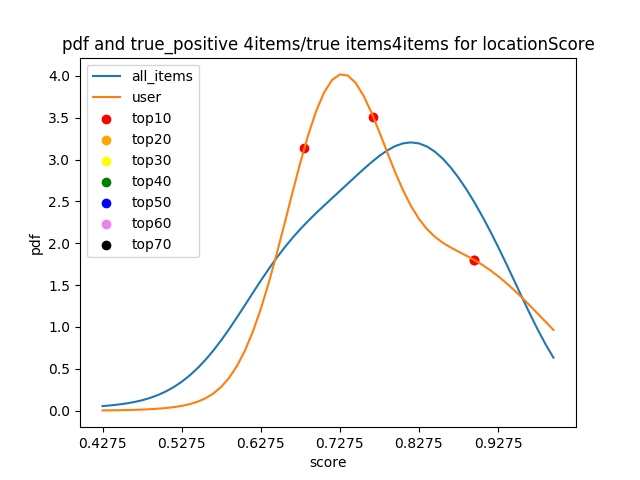 pdf and true_positive 4items/true items4items for locationScore
all_items
user
top10
top20
top30
top40
top50
top60
top70
4.0
3.5
3.0
2.5
2.0
1.5
1.0
0.5
0.0
pdf
0.4275 0.5275 0.6275 0.7275 0.8275 0.9275
score